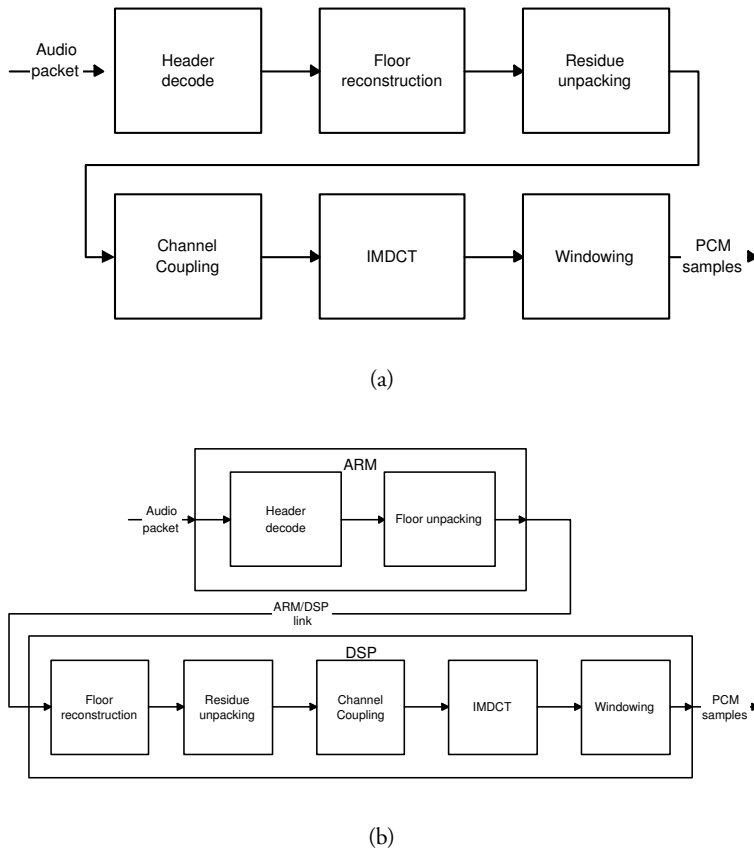 Audio
packet
Header
decode
Floor
reconstruction
Residue
unpacking
Channel
Coupling
IMDCT
Windowing
PCM
samples
(a)
ARM
Audio
packet
Header
decode
Floor unpacking
ARM/DSP
link
DSP
Floor
reconstruction
Residue
unpacking
Channel
Coupling
IMDCT
Windowing
PCM
samples
(b)